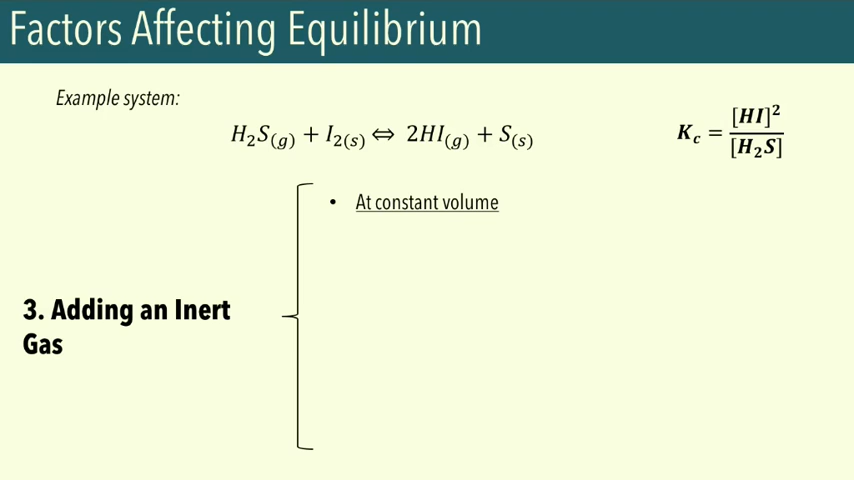 Factors Affecting Equilibrium
Example system:
H₂S₍g₎ + I₂₍s₎ ⇔ 2HI₍g₎ + S₍s₎
K_c = [HI]² / [H₂S]
• At constant volume
3. Adding an Inert
Gas